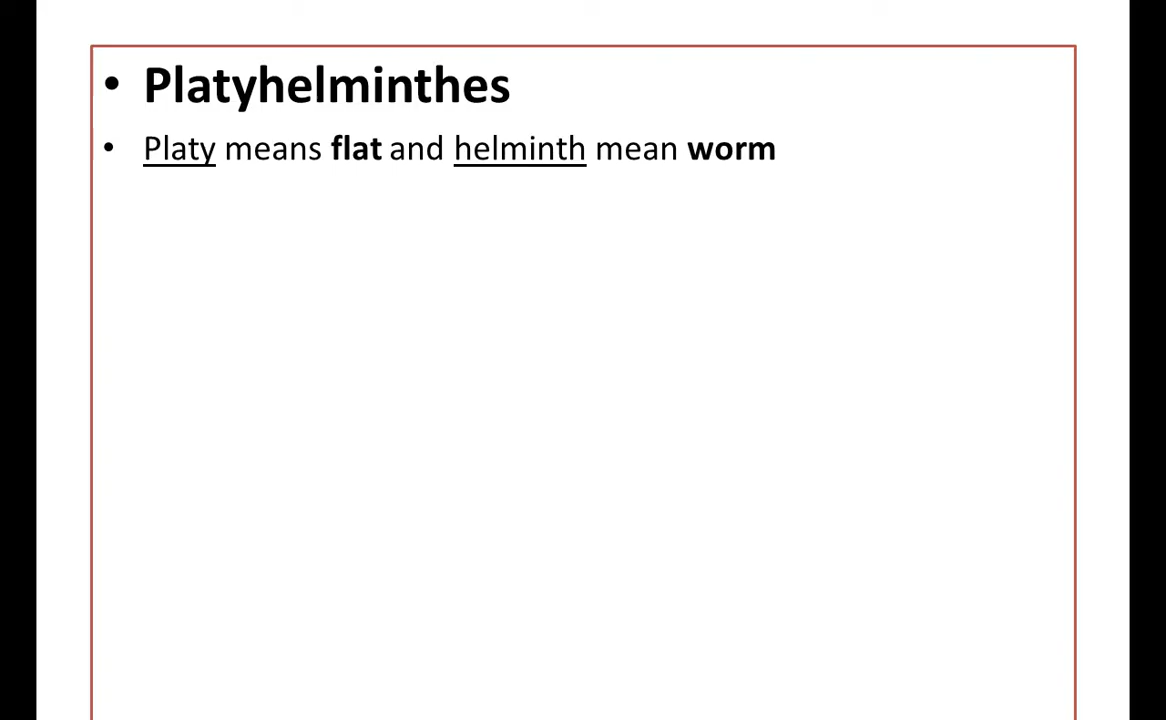 • Platyhelminthes
• Platy means flat and helminth mean worm